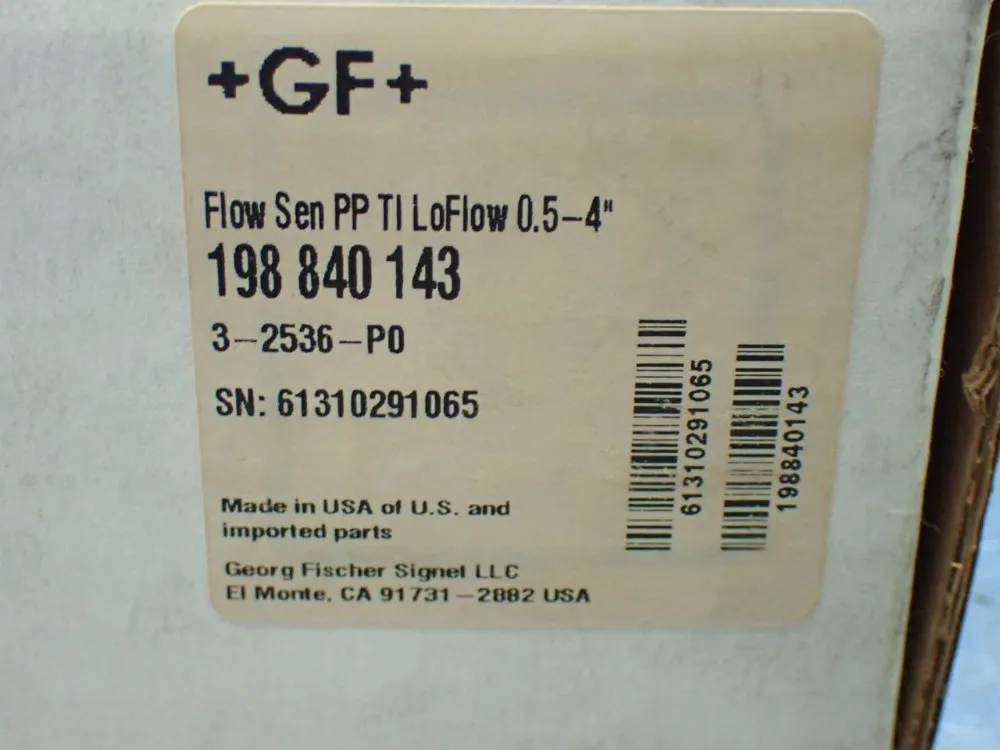 +GF+
Flow Sen PP TI LoFlow 0.5-4"
198 840 143
3-2536-P0
SN: 61310291065
61310291065
198840143
Made in USA of U.S. and
imported parts
Georg Fischer Signet LLC
El Monte, CA 91731-2882 USA